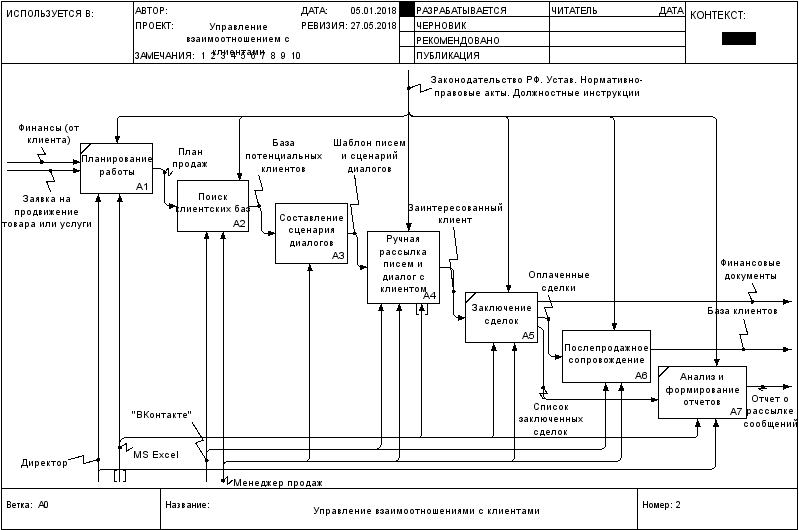 ИСПОЛЬЗУЕТСЯ В:
АВТОР:
ДАТА: 05.01.2018
ПРОЕКТ: Управление
взаимоотношением с
клиентами
РЕВИЗИЯ: 27.05.2018
ЗАМЕЧАНИЯ: 1 2 3 4 5 6 7 8 9 10
РАЗРАБАТЫВАЕТСЯ
ЧЕРНОВИК
РЕКОМЕНДОВАНО
ПУБЛИКАЦИЯ
ЧИТАТЕЛЬ
ДАТА
КОНТЕКСТ:
Законодательство РФ. Устав. Нормативно-
правовые акты. Должностные инструкции
Финансы (от
клиента)
Заявка на
продвижение
товара или услуги
Планирование
работы
A1
План
продаж
Поиск
клиентских баз
A2
База
потенциальных
клиентов
Составление
сценария
диалогов
A3
Шаблон писем
и сценарий
диалогов
Ручная
рассылка
писем и
диалог с
клиентом
A4
Заинтересованный
клиент
Заключение
сделок
A5
Оплаченные
сделки
Послепродажное
сопровождение
A6
Финансовые
документы
База клиентов
Анализ и
формирование
отчетов
A7
Отчет о
рассылке
сообщений
Список
заключенных
сделок
"ВКонтакте"
MS Excel
Директор
Менеджер продаж
Ветка: A0
Название:
Управление взаимоотношениями с клиентами
Номер: 2